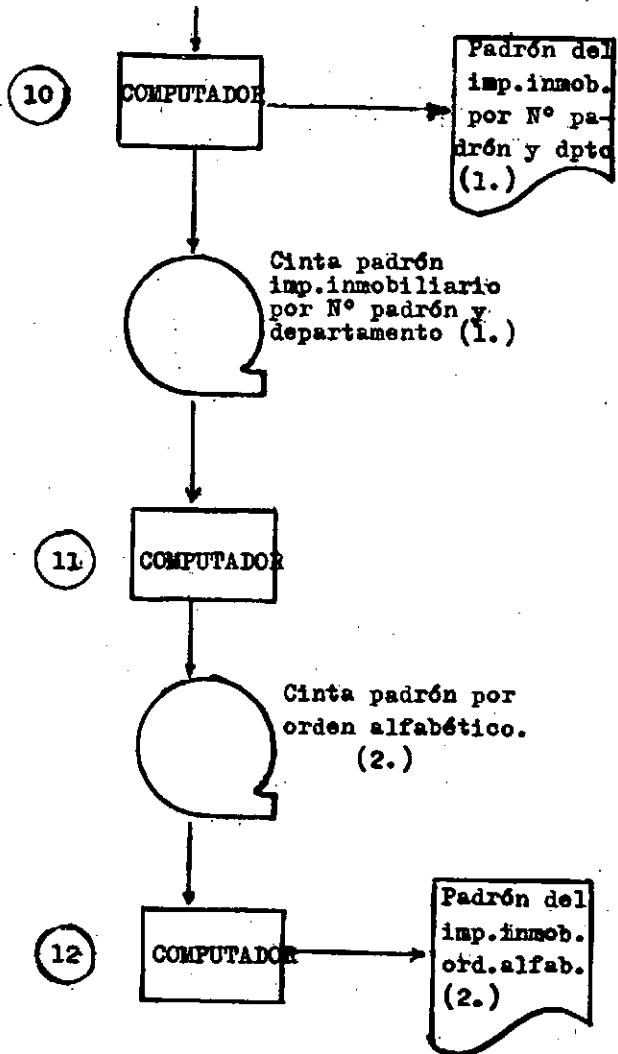 10
COMPUTADOR
Padrón del
imp.inmob.
por Nº pa-
drón y dpto
(1.)
Cinta padrón
imp.inmobiliario
por Nº padrón y
departamento (1.)
11
COMPUTADOR
Cinta padrón por
orden alfabético.
(2.)
12
COMPUTADOR
Padrón del
imp.inmob.
ord.alfab.
(2.)